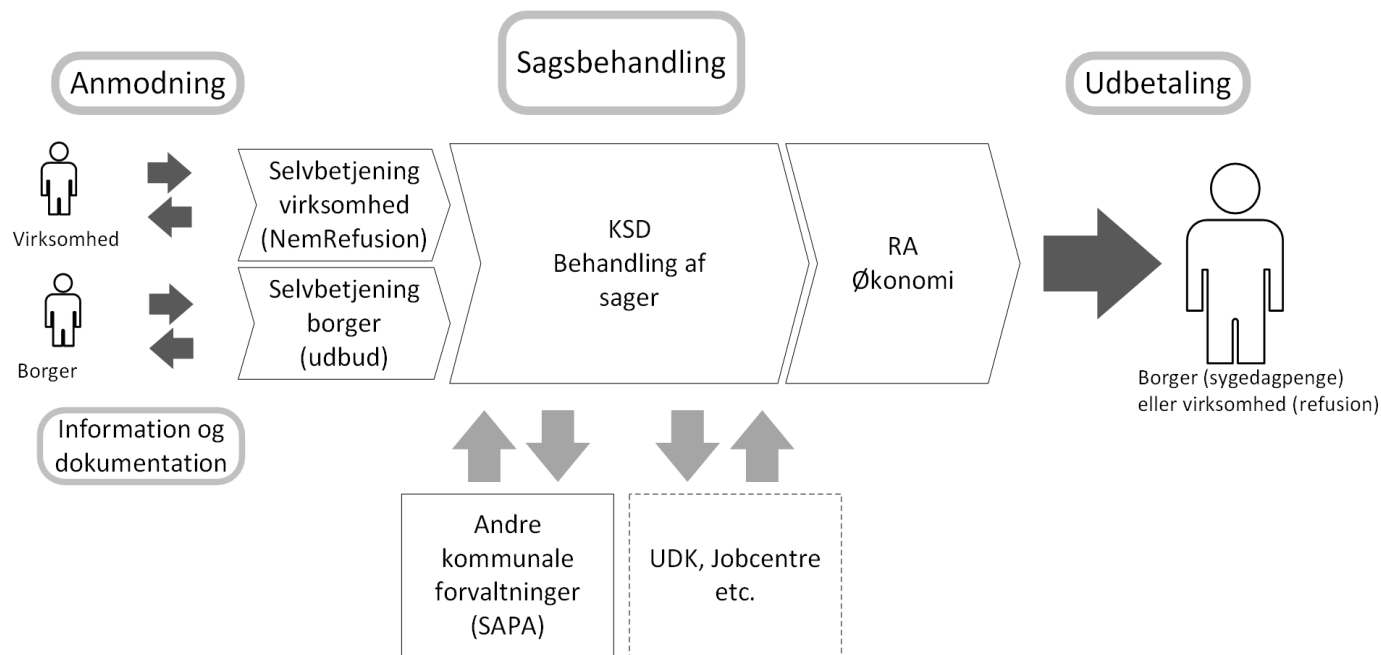 Anmodning
Sagsbehandling
Udbetaling
Virksomhed
Borger
Information og
dokumentation
Selvbetjening
virksomhed
(NemRefusion)
Selvbetjening
borger
(udbud)
KSD
Behandling af
sager
RA
Økonomi
Borger (sygedagpenge)
eller virksomhed (refusion)
Andre
kommunale
forvaltninger
(SAPA)
UDK, Jobcentre
etc.